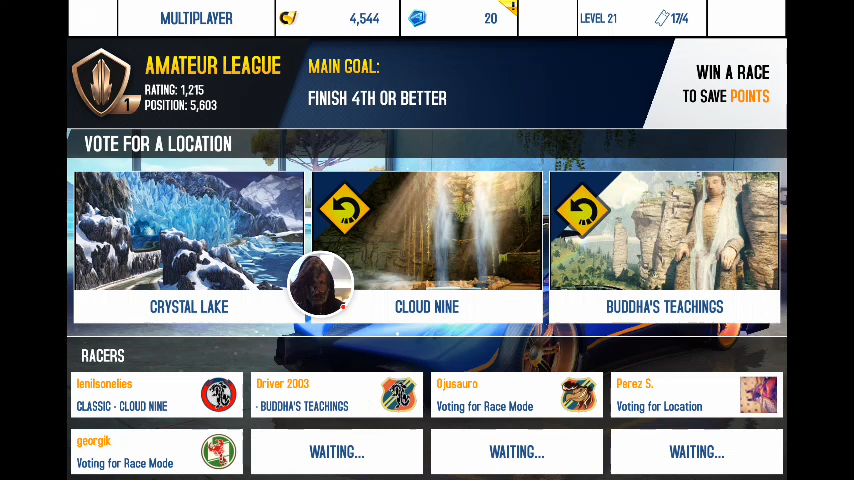 MULTIPLAYER
4,544
20
LEVEL 21
17/4
AMATEUR LEAGUE
RATING: 1,215
POSITION: 5,603
1
MAIN GOAL:
FINISH 4TH OR BETTER
WIN A RACE
TO SAVE POINTS
VOTE FOR A LOCATION
CRYSTAL LAKE
CLOUD NINE
BUDDHA'S TEACHINGS
RACERS
lenilsonelies
CLASSIC - CLOUD NINE
Driver 2003
- BUDDHA'S TEACHINGS
Ojusauro
Voting for Race Mode
Perez S.
Voting for Location
georgik
Voting for Race Mode
WAITING...
WAITING...
WAITING...